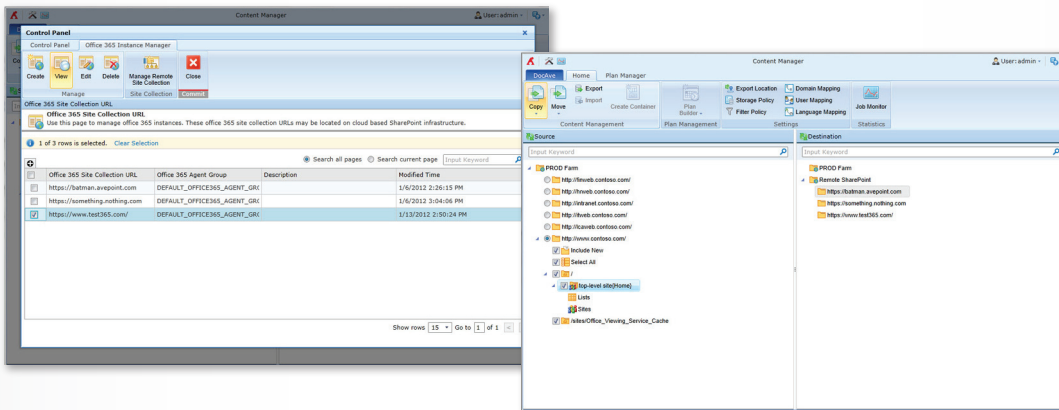 Content Manager
User:admin
Control Panel
x
Control Panel
Office 365 Instance Manager
Create
View
Edit
Delete
Manage Remote
Site Collection
Close
Manage
Site Collection
Commit
Office 365 Site Collection URL
Office 365 Site Collection URL
Use this page to manage office 365 instances. These office 365 site collection URLs may be located on cloud based SharePoint infrastructure.
1 of 3 rows is selected. Clear Selection
Search all pages Search current page Input Keyword
Office 365 Site Collection URL Office 365 Agent Group Description Modified Time
https://batman.avepoint.com/ DEFAULT_OFFICE365_AGENT_GR( 1/6/2012 2:26:15 PM
https://something.nothing.com DEFAULT_OFFICE365_AGENT_GR( 1/6/2012 3:04:06 PM
https://www.test365.com/ DEFAULT_OFFICE365_AGENT_GR( 1/13/2012 2:50:24 PM
Show rows 15 Go to 1 of 1
Content Manager
User:admin
DocAve
Home
Plan Manager
Copy
Move
Export
Import
Create Container
Plan
Builder
Export Location
Storage Policy
Filter Policy
Domain Mapping
User Mapping
Language Mapping
Job Monitor
Content Management
Plan Management
Settings
Statistics
Source
Input Keyword
PROD Farm
http://finweb.contoso.com/
http://hrweb.contoso.com/
http://intranet.contoso.com/
http://itweb.contoso.com/
http://lcaweb.contoso.com/
http://www.contoso.com/
Include New
Select All
/
top-level site(Home)
Lists
Sites
/sites/Office_Viewing_Service_Cache
Destination
Input Keyword
PROD Farm
Remote SharePoint
https://batman.avepoint.com/
https://something.nothing.com
https://www.test365.com/